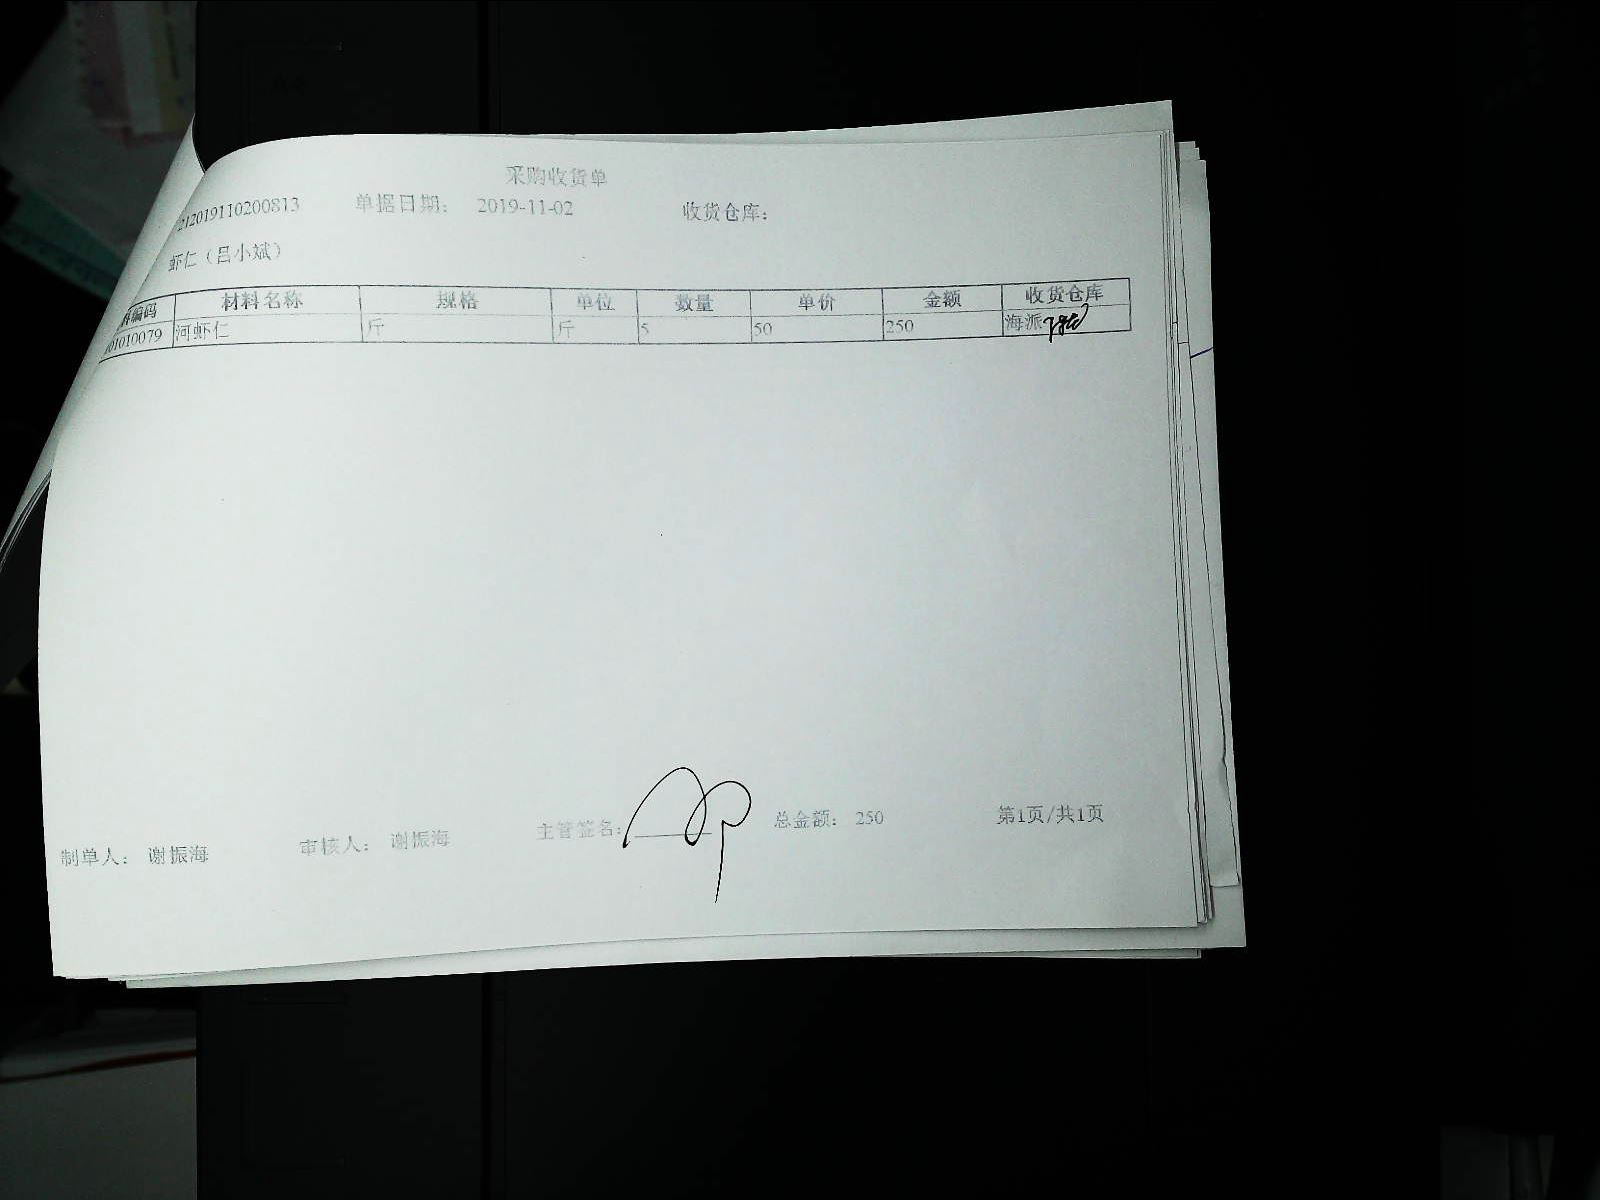 采购收货单
212019110200813 单据日期： 2019-11-02 收货仓库：
虾仁（吕小斌）
编码 材料名称 规格 单位 数量 单价 金额 收货仓库
01010079 河虾仁 斤 斤 5 50 250 海派
制单人： 谢振海 审核人： 谢振海 主管签名： 总金额： 250 第1页/共1页